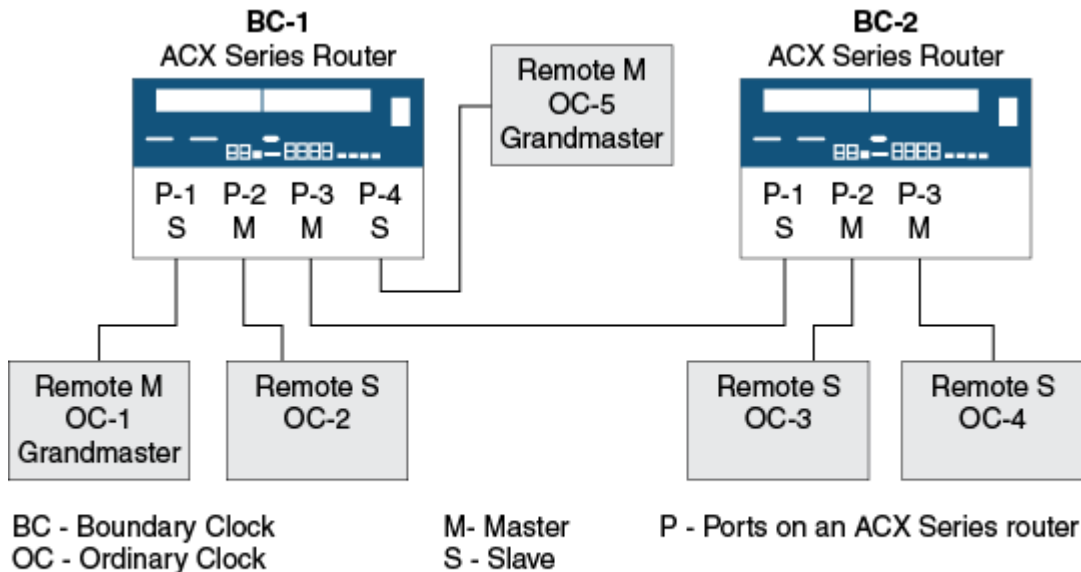 BC-1
ACX Series Router
BC-2
ACX Series Router
Remote M
OC-5
Grandmaster
P-1 P-2 P-3 P-4
S M M S
P-1 P-2 P-3
S M M
Remote M
OC-1
Grandmaster
Remote S
OC-2
Remote S
OC-3
Remote S
OC-4
BC - Boundary Clock
OC - Ordinary Clock
M- Master
S - Slave
P - Ports on an ACX Series router